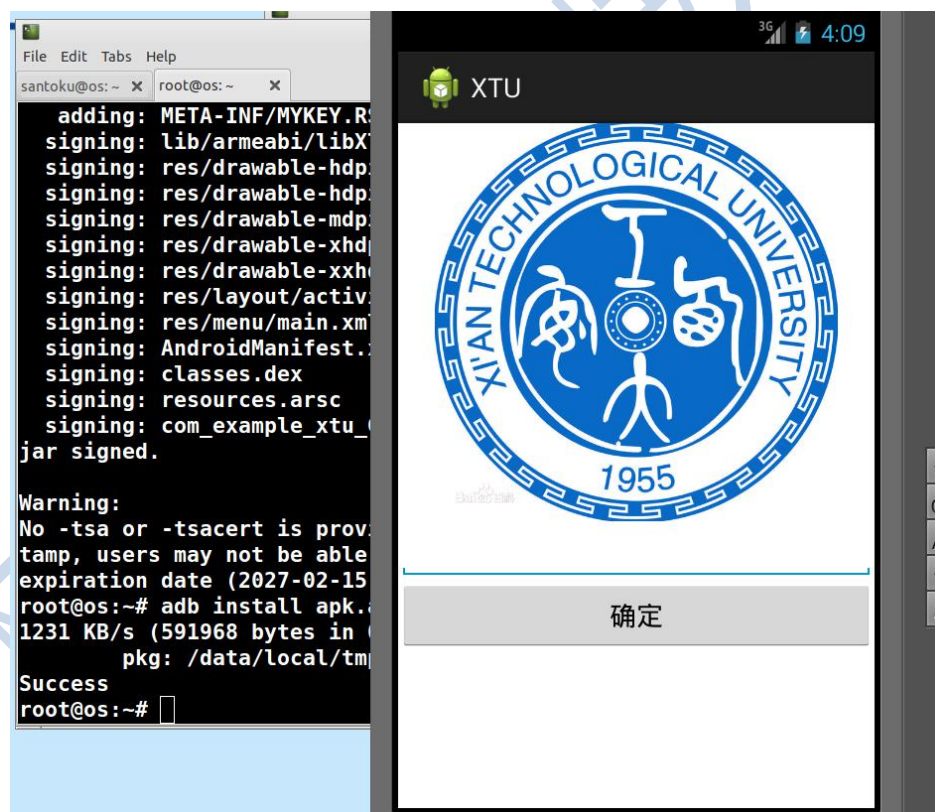 File Edit Tabs Help
santoku@os: ~ root@os: ~
adding: META-INF/MYKEY.RS
signing: lib/armeabi/libX
signing: res/drawable-hdp
signing: res/drawable-hdp
signing: res/drawable-mdp
signing: res/drawable-xhd
signing: res/drawable-xxh
signing: res/layout/activ
signing: res/menu/main.xm
signing: AndroidManifest.
signing: classes.dex
signing: resources.arsc
signing: com_example_xtu_
jar signed.
Warning:
No -tsa or -tsacert is prov
tamp, users may not be able
expiration date (2027-02-15
root@os:~# adb install apk.
1231 KB/s (591968 bytes in
pkg: /data/local/tm
Success
root@os:~#
3G 4:09
XTU
XI'AN TECHNOLOGICAL UNIVERSITY
1955
确定